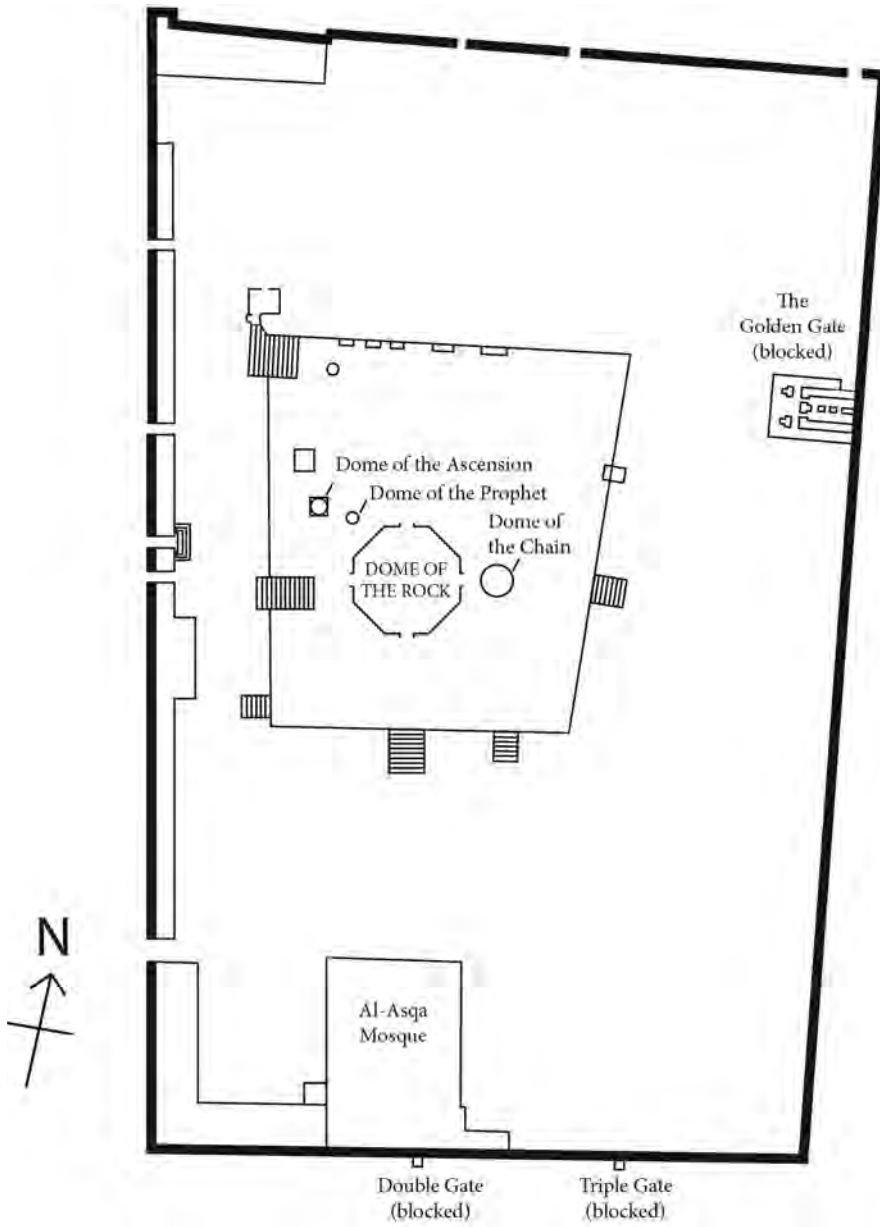 The
Golden Gate
(blocked)
Dome of the Ascension
Dome of the Prophet
Dome of
the Chain
DOME OF
THE ROCK
N
Al-Asqa
Mosque
Double Gate
(blocked)
Triple Gate
(blocked)